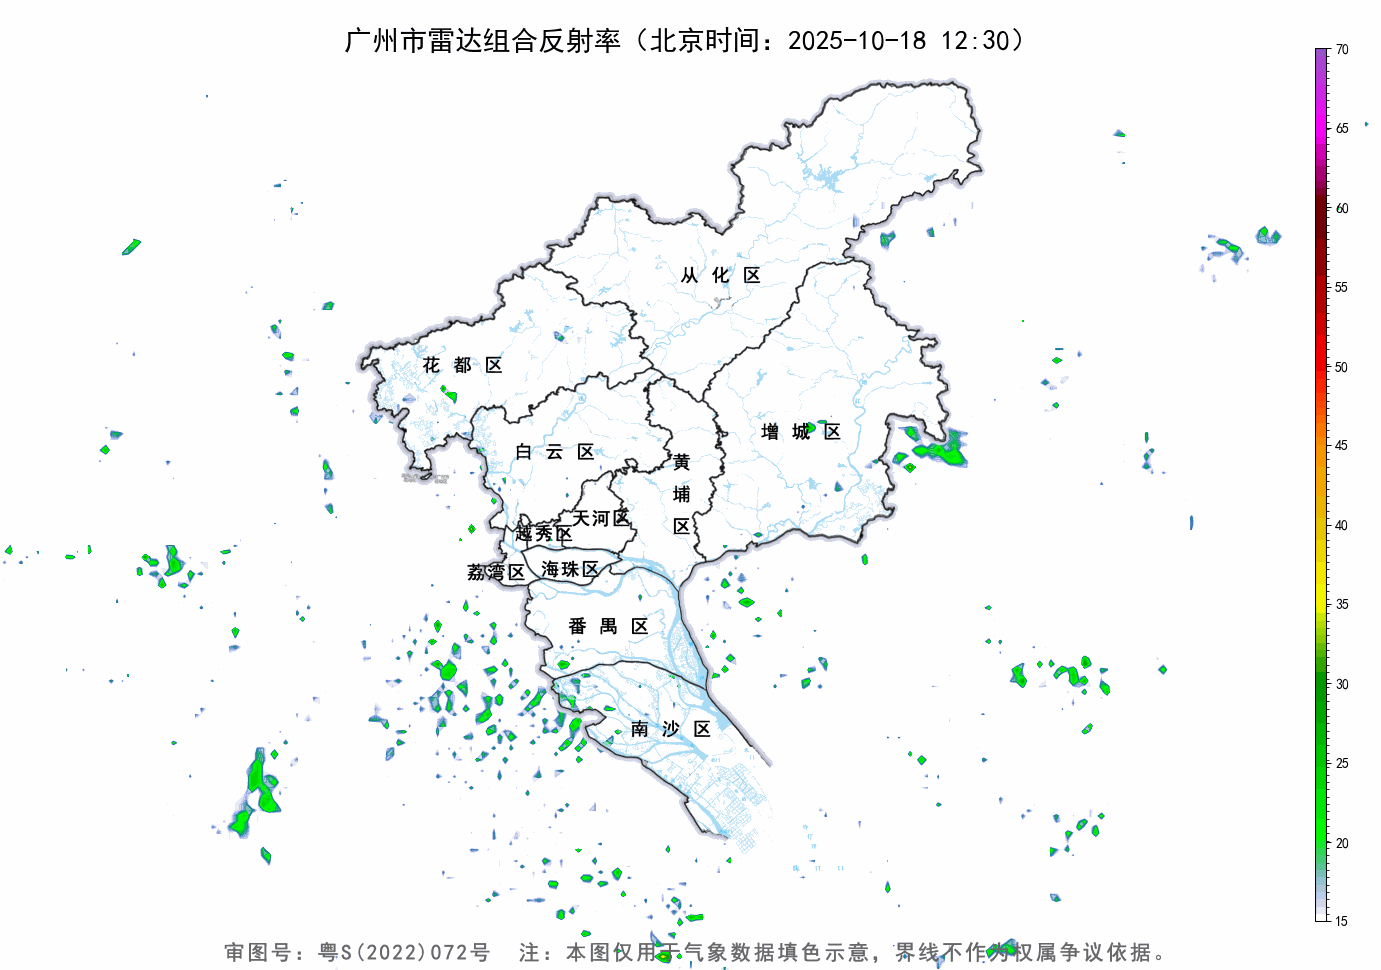 广州市雷达组合反射率（北京时间：2025-10-18 12:30）
70
65
60
55
50
45
40
35
30
25
20
15
从化区
花都区
增城区
白云区
黄埔区
天河区
越秀区
荔湾区
海珠区
番禺区
南沙区
审图号：粤S(2022)072号 注：本图仅用于气象数据填色示意，界线不作为权属争议依据。